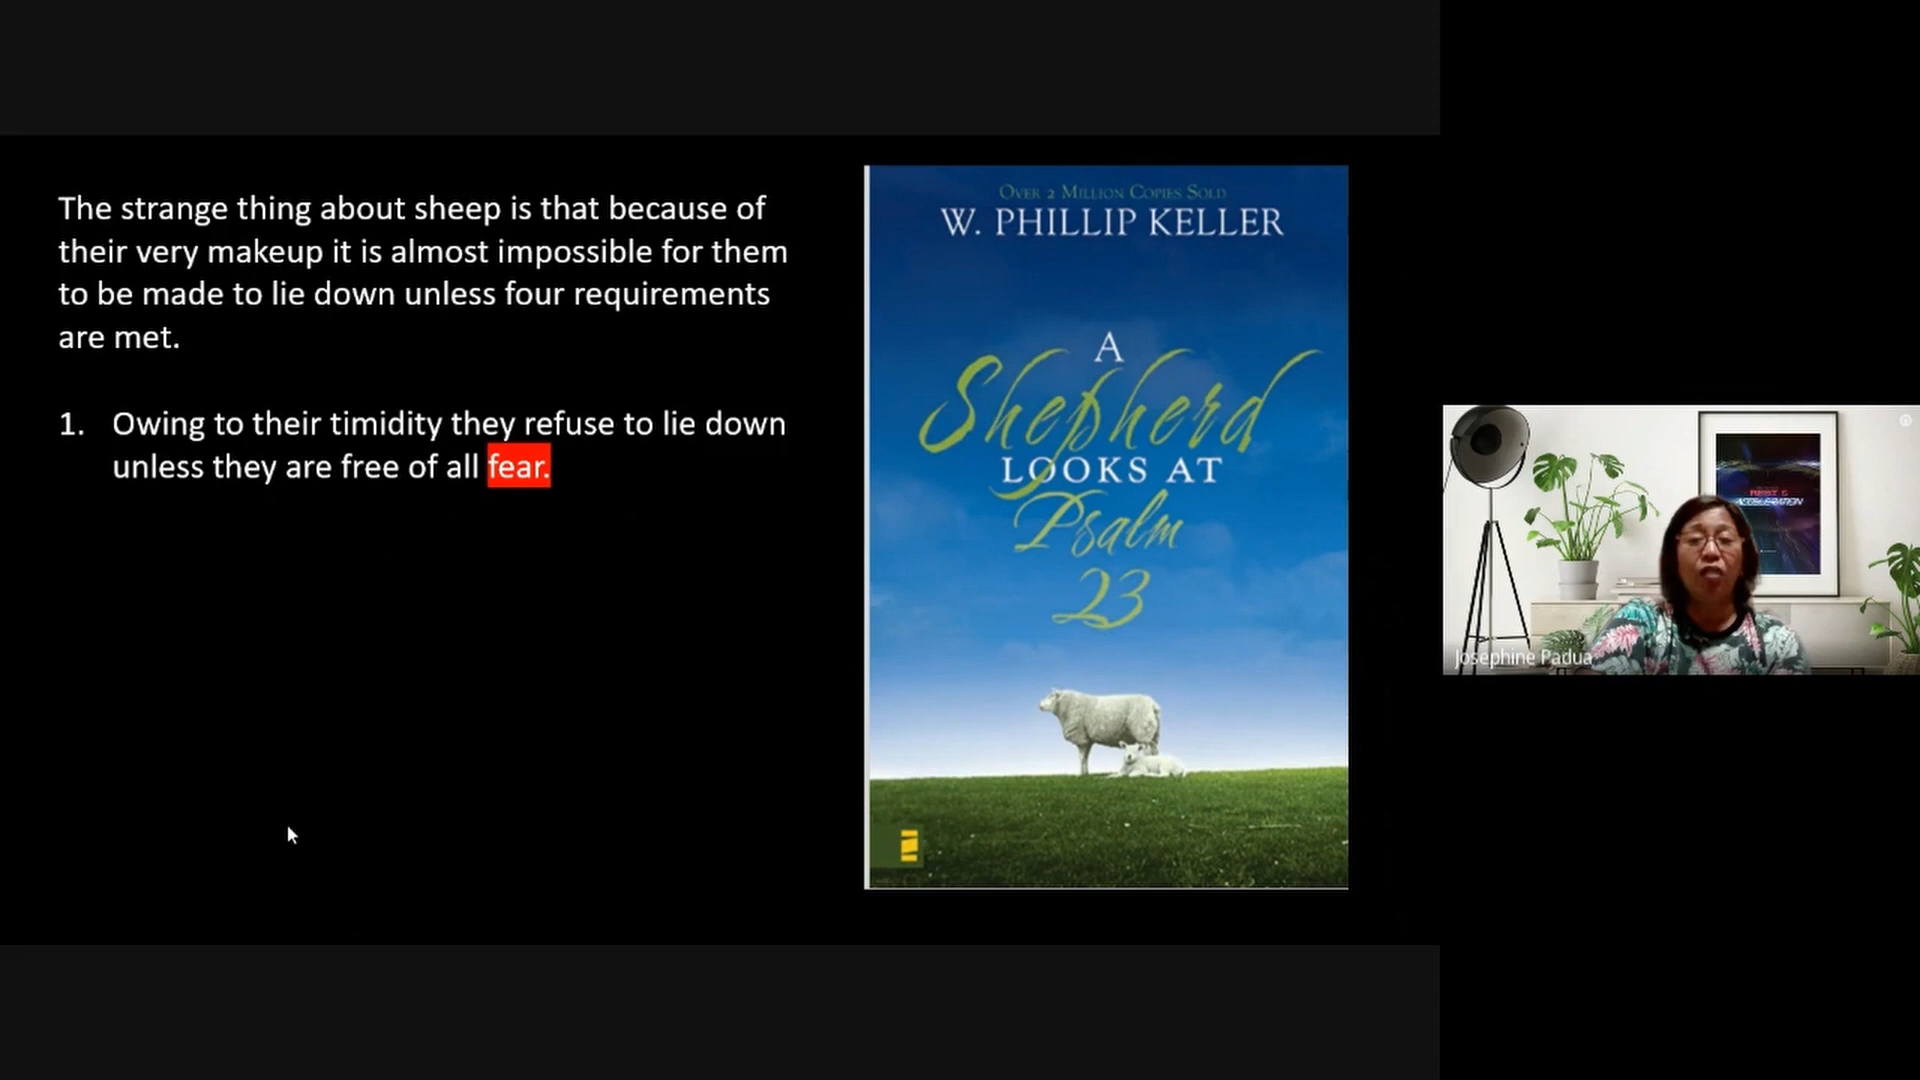 The strange thing about sheep is that because of
their very makeup it is almost impossible for them
to be made to lie down unless four requirements
are met.
1. Owing to their timidity they refuse to lie down
unless they are free of all fear.
OVER 2 MILLION COPIES SOLD
W. PHILLIP KELLER
A
Shepherd
LOOKS AT
Psalm
23
ACCELERATION
Josephine Padua